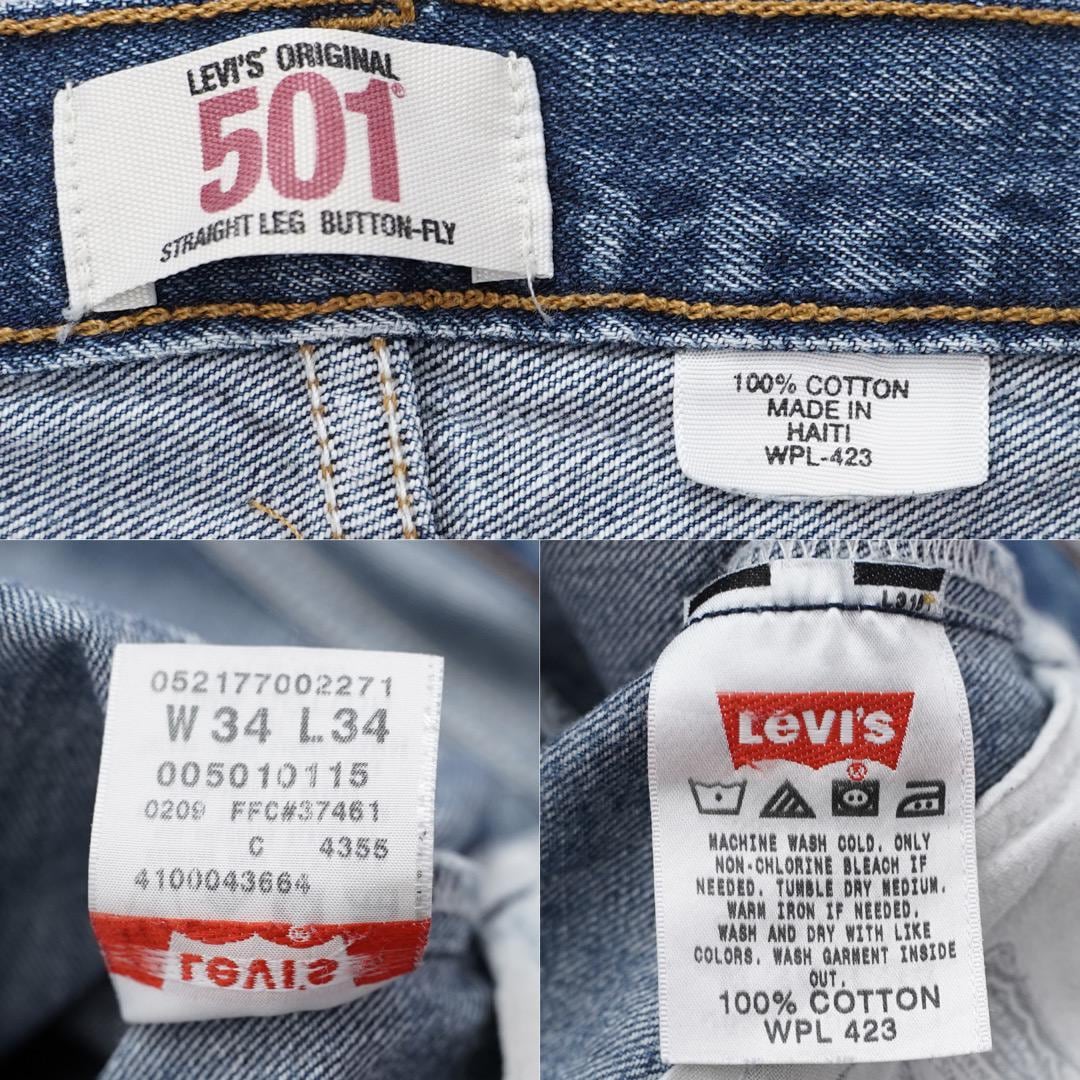 LEVI'S® ORIGINAL
501®
STRAIGHT LEG BUTTON-FLY
100% COTTON
MADE IN
HAITI
WPL-423
052177002271
W 34 L 34
005010115
0209 FFC#37461
C 4355
4100043664
LEVI'S
LEVI'S
MACHINE WASH COLD. ONLY
NON-CHLORINE BLEACH IF
NEEDED. TUMBLE DRY MEDIUM.
WARM IRON IF NEEDED.
WASH AND DRY WITH LIKE
COLORS. WASH GARMENT INSIDE
OUT.
100% COTTON
WPL 423